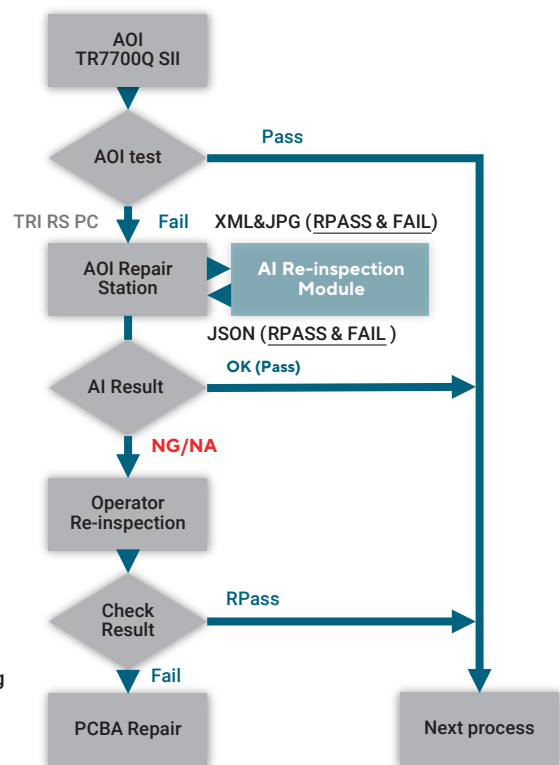 AOI
TR7700Q SII
AOI test
Pass
TRI RS PC
Fail
XML&JPG (RPASS & FAIL)
AOI Repair
Station
AI Re-inspection
Module
JSON (RPASS & FAIL )
AI Result
OK (Pass)
NG/NA
Operator
Re-inspection
Check
Result
RPass
Fail
g
PCBA Repair
Next process